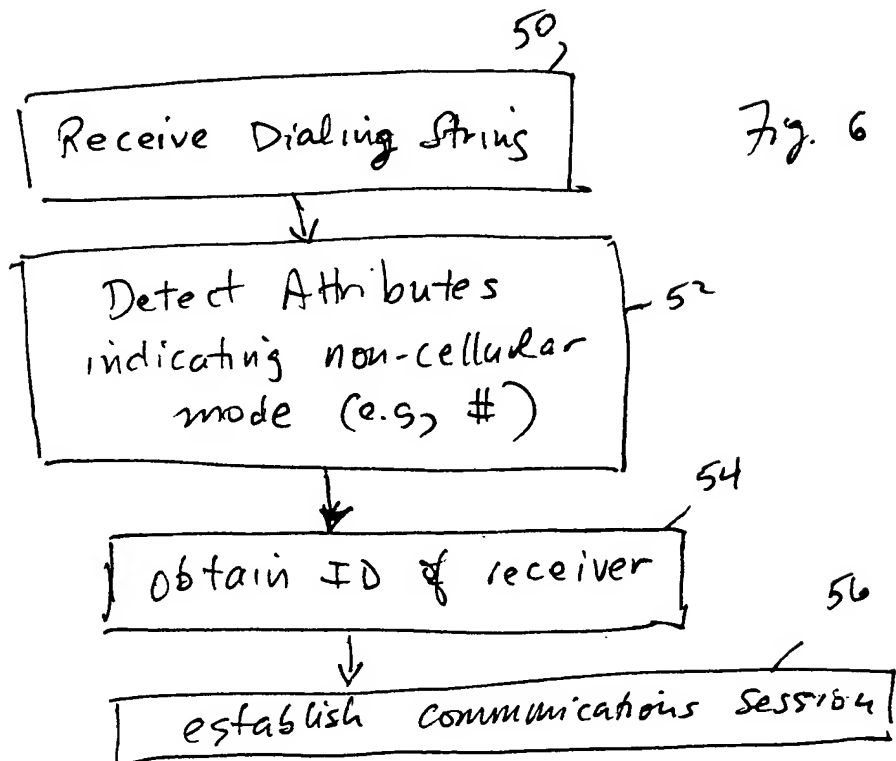 50
Receive Dialing String
Fig. 6
Detect Attributes
52
indicating non-cellular
mode (e.g., #)
54
obtain ID of receiver
56
establish communications session